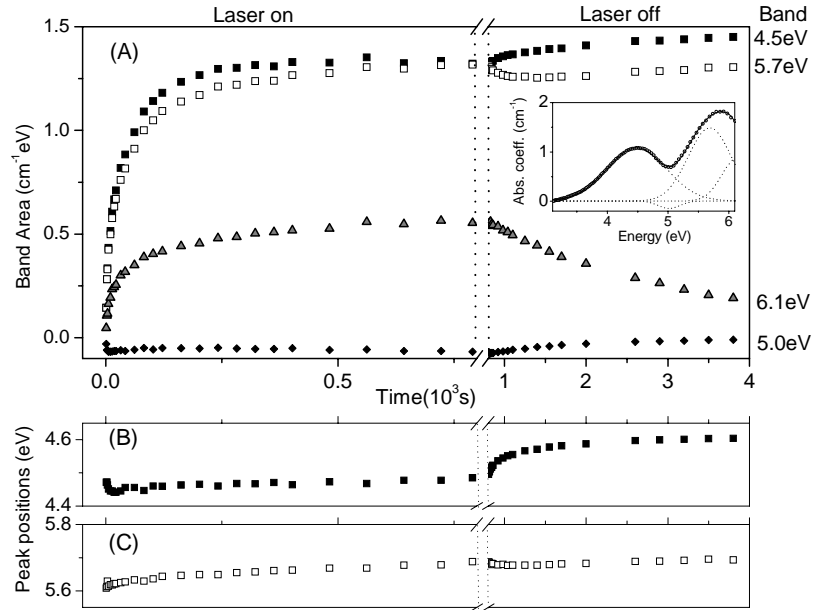 Laser on
Laser off
Band
(A)
Band Area (cm⁻¹ eV)
1.5
1.0
0.5
0.0
4.5eV
5.7eV
6.1eV
5.0eV
Abs. coeff. (cm⁻¹)
2
1
0
4 5 6
Energy (eV)
0.0 0.5 1 2 3 4
Time(10³s)
Peak positions (eV)
(B)
4.6
4.4
(C)
5.8
5.6